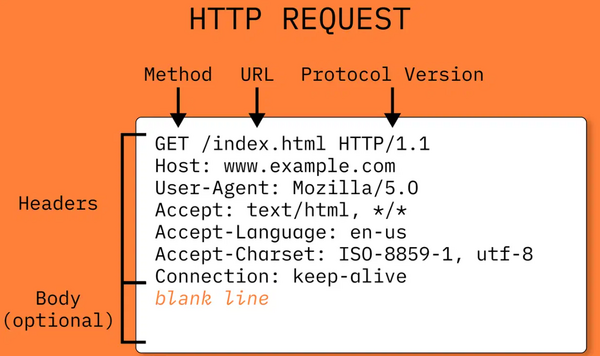 HTTP REQUEST
Method URL Protocol Version
GET /index.html HTTP/1.1
Host: www.example.com
User-Agent: Mozilla/5.0
Headers
Accept: text/html, */*
Accept-Language: en-us
Accept-Charset: ISO-8859-1, utf-8
Connection: keep-alive
Body
(optional)
blank line